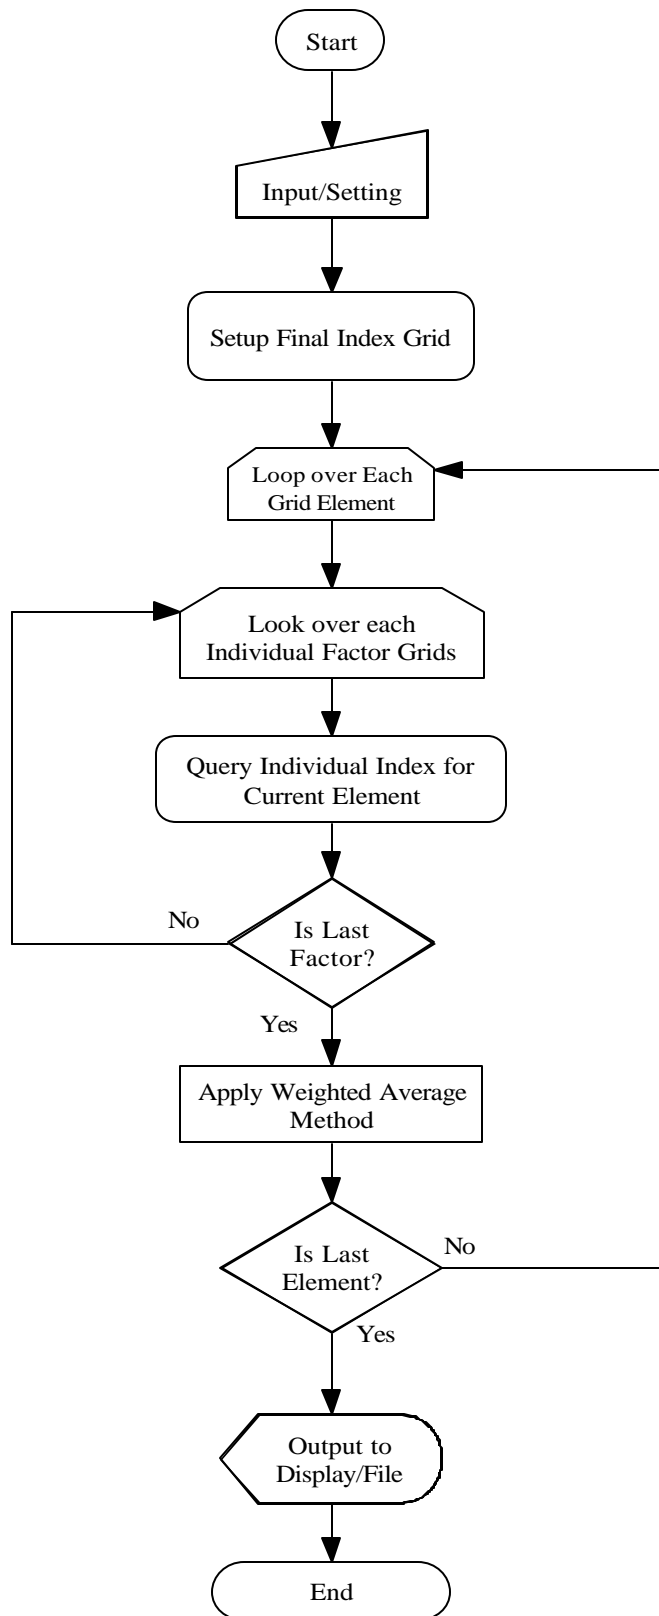 Start
Input/Setting
Setup Final Index Grid
Loop over Each
Grid Element
Look over each
Individual Factor Grids
Query Individual Index for
Current Element
No
Is Last
Factor?
Yes
Apply Weighted Average
Method
Is Last
Element?
No
Yes
Output to
Display/File
End